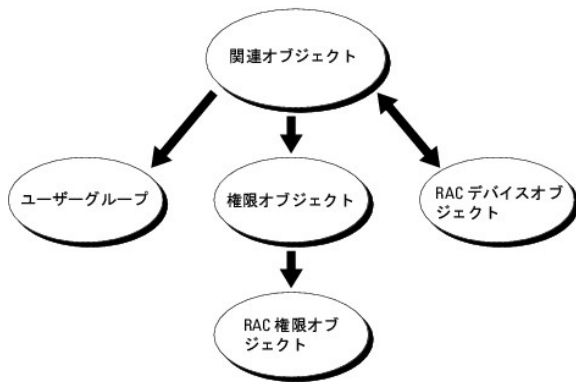 関連オブジェクト
ユーザーグループ
権限オブジェクト
RAC デバイスオブ
ジェクト
RAC 権限オブ
ジェクト